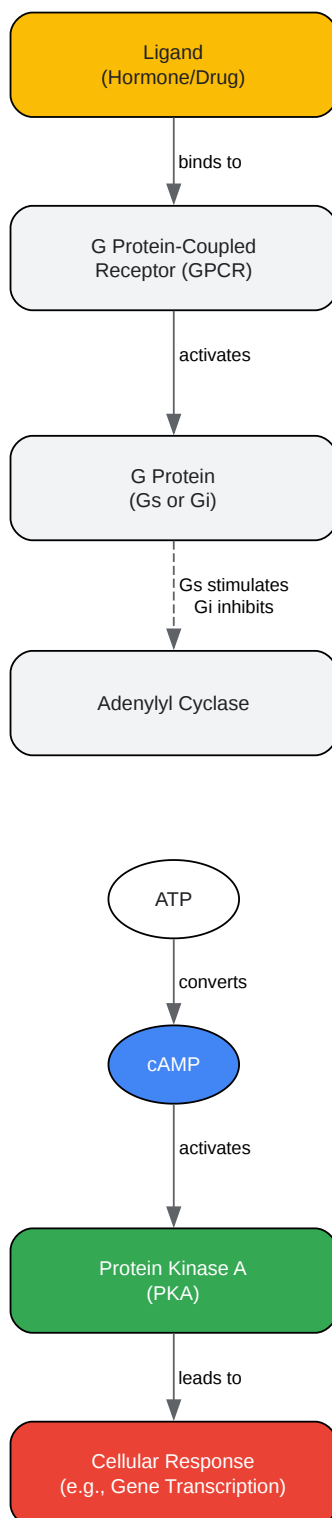 Ligand
(Hormone/Drug)
binds to
G Protein-Coupled
Receptor (GPCR)
activates
G Protein
(Gs or Gi)
Gs stimulates
Gi inhibits
Adenylyl Cyclase
ATP
converts
cAMP
activates
Protein Kinase A
(PKA)
leads to
Cellular Response
(e.g., Gene Transcription)